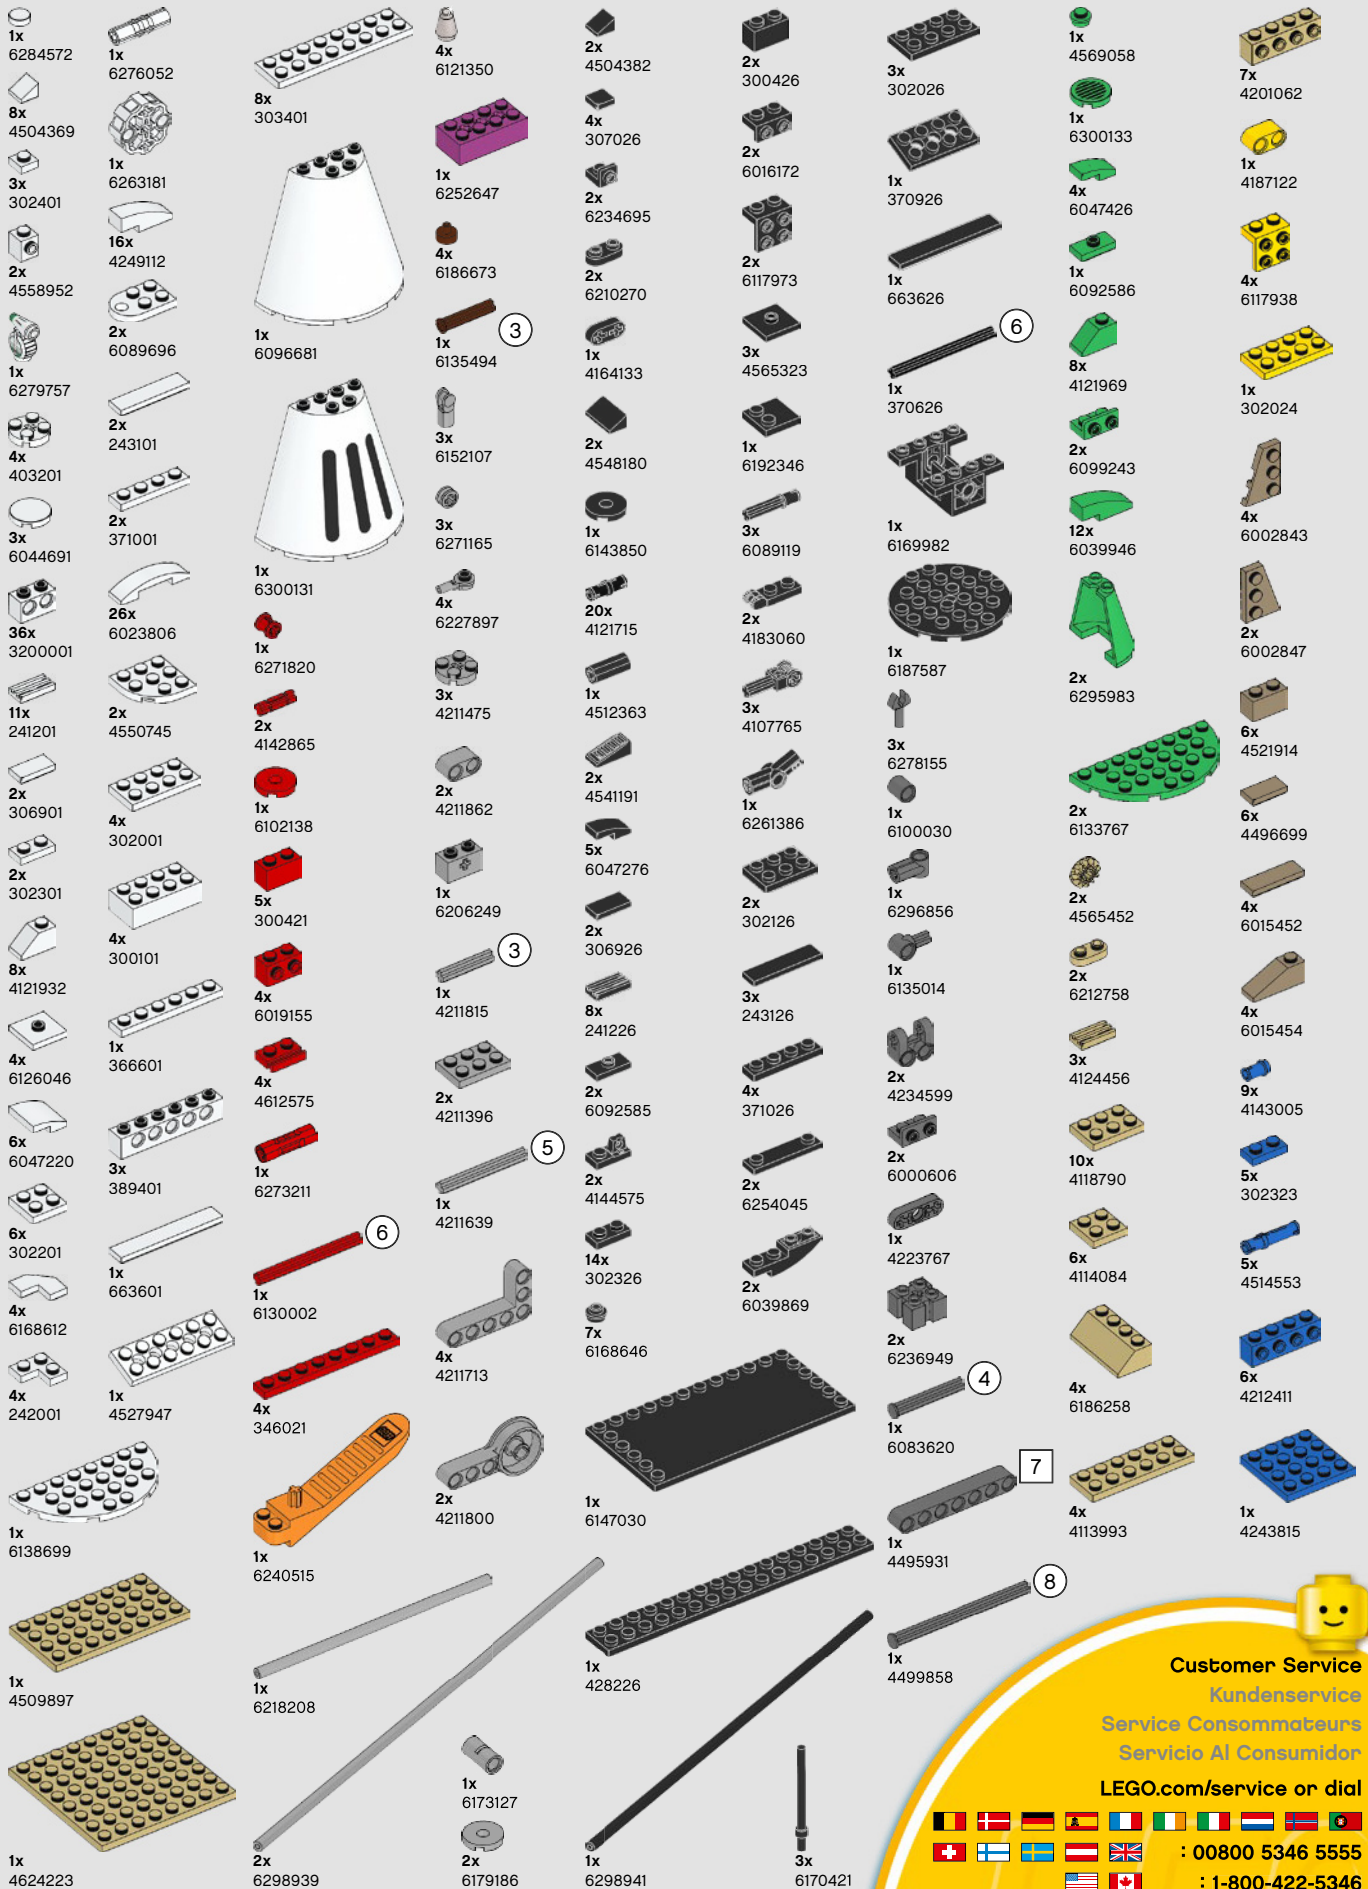 1x
6284572
8x
4504369
3x
302401
2x
4558952
1x
6279757
4x
403201
3x
6044691
36x
3200001
11x
241201
2x
306901
2x
302301
8x
4121932
4x
6126046
6x
6047220
6x
302201
4x
6168612
4x
242001
1x
6138699
1x
4509897
1x
4624223
1x
6276052
1x
6263181
16x
4249112
2x
6089696
2x
243101
2x
371001
26x
6023806
2x
4550745
4x
302001
4x
300101
1x
366601
3x
389401
1x
663601
1x
4527947
8x
303401
1x
6096681
1x
6300131
1x
6271820
2x
4142865
1x
6102138
5x
300421
4x
6019155
4x
4612575
1x
6273211
6
1x
6130002
4x
346021
1x
6240515
1x
6218208
2x
6298939
4x
6121350
1x
6252647
4x
6186673
3
1x
6135494
3x
6152107
3x
6271165
4x
6227897
3x
4211475
2x
4211862
1x
6206249
3
1x
4211815
2x
4211396
5
1x
4211639
4x
4211713
2x
4211800
1x
6173127
2x
6179186
2x
4504382
4x
307026
2x
6234695
2x
6210270
1x
4164133
2x
4548180
1x
6143850
20x
4121715
1x
4512363
2x
4541191
5x
6047276
2x
306926
8x
241226
2x
6092585
2x
4144575
14x
302326
7x
6168646
1x
6147030
1x
428226
1x
6298941
2x
300426
2x
6016172
2x
6117973
3x
4565323
1x
6192346
3x
6089119
2x
4183060
3x
4107765
1x
6261386
2x
302126
3x
243126
4x
371026
2x
6254045
2x
6039869
3x
6170421
3x
302026
1x
370926
1x
663626
6
1x
370626
1x
6169982
1x
6187587
3x
6278155
1x
6100030
1x
6296856
1x
6135014
2x
4234599
2x
6000606
1x
4223767
2x
6236949
4
1x
6083620
7
1x
4495931
8
1x
4499858
1x
4569058
1x
6300133
4x
6047426
1x
6092586
8x
4121969
2x
6099243
12x
6039946
2x
6295983
2x
6133767
2x
4565452
2x
6212758
3x
4124456
10x
4118790
6x
4114084
4x
6186258
4x
4113993
7x
4201062
1x
4187122
4x
6117938
1x
302024
4x
6002843
2x
6002847
6x
4521914
6x
4496699
4x
6015452
4x
6015454
9x
4143005
5x
302323
5x
4514553
6x
4212411
1x
4243815
Customer Service
Kundenservice
Service Consommateurs
Servicio Al Consumidor
LEGO.com/service or dial
: 00800 5346 5555
: 1-800-422-5346